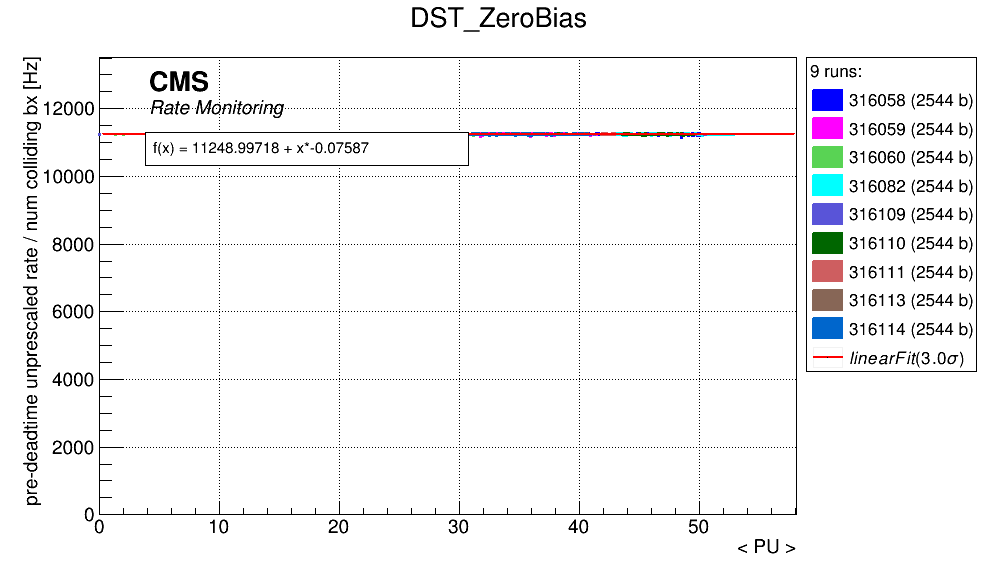 DST_ZeroBias
pre-deadtime unprescaled rate / num colliding bx [Hz]
CMS
Rate Monitoring
f(x) = 11248.99718 + x*-0.07587
12000
10000
8000
6000
4000
2000
0
0 10 20 30 40 50
< PU >
9 runs:
316058 (2544 b)
316059 (2544 b)
316060 (2544 b)
316082 (2544 b)
316109 (2544 b)
316110 (2544 b)
316111 (2544 b)
316113 (2544 b)
316114 (2544 b)
linearFit(3.0σ)